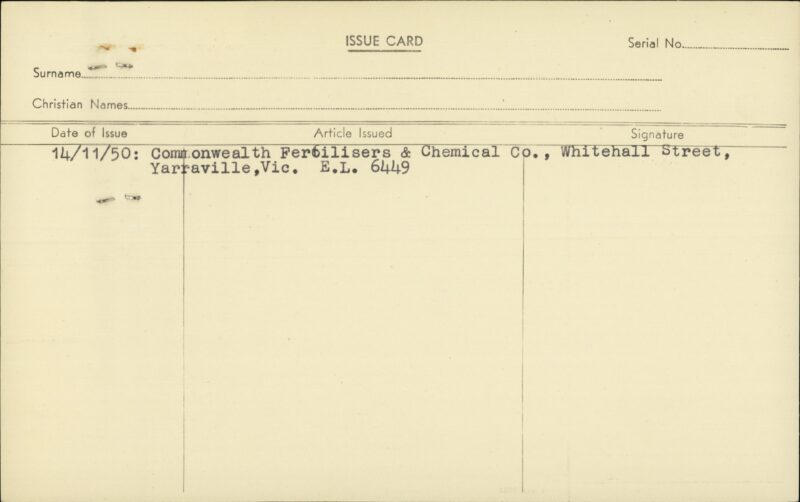 ISSUE CARD
Serial No.
Surname
Christian Names
Date of Issue Article Issued Signature
14/11/50: Commonwealth Fer6ilisers & Chemical Co., Whitehall Street,
Yarraville,Vic. E.L. 6449